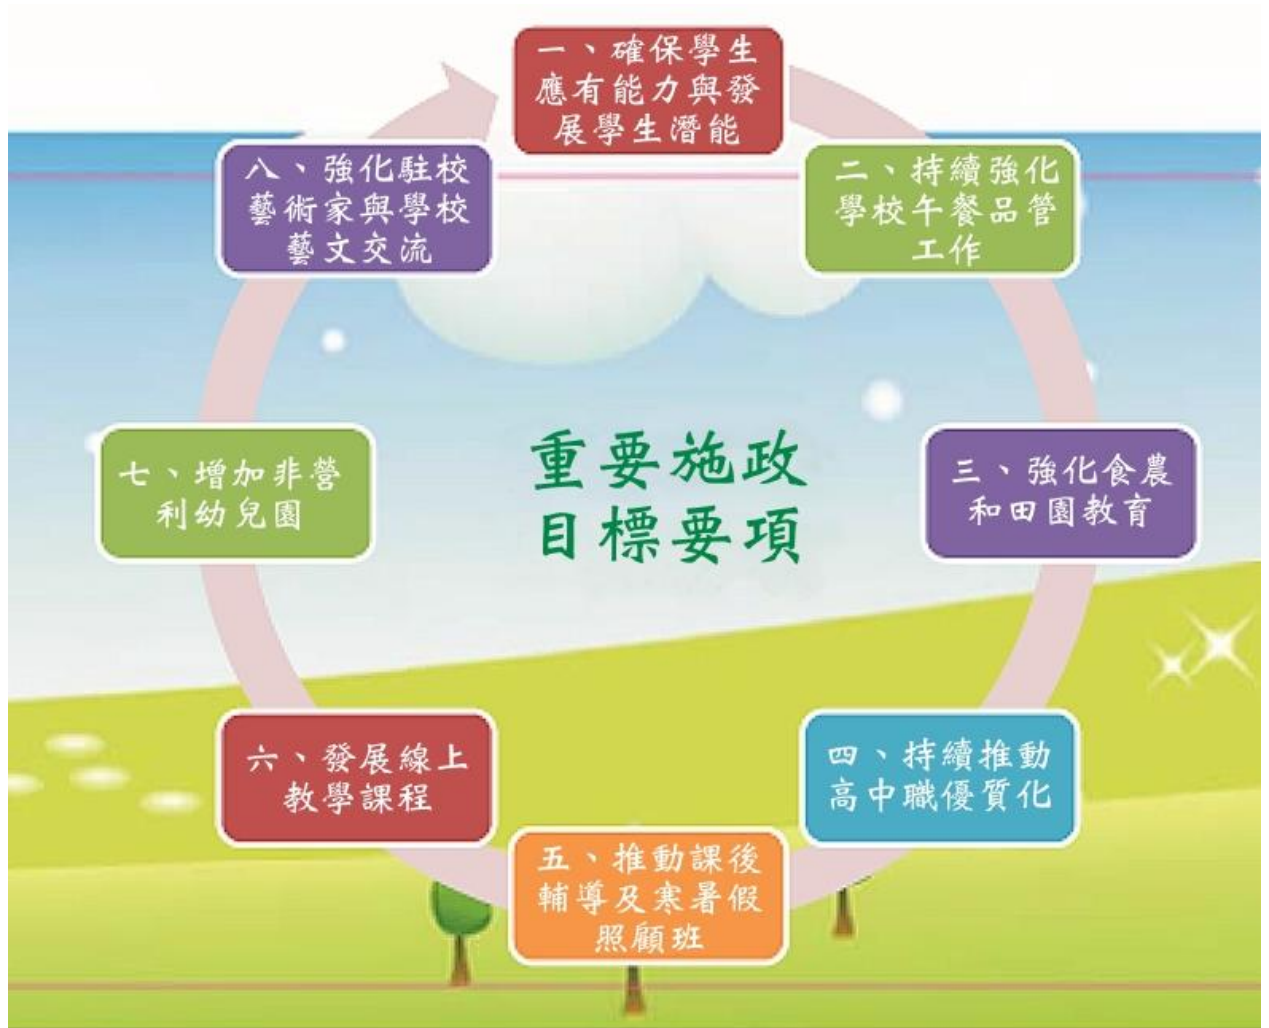 一、確保學生
應有能力與發
展學生潛能
二、持續強化
學校午餐品管
工作
三、強化食農
和田園教育
四、持續推動
高中職優質化
五、推動課後
輔導及寒暑假
照顧班
六、發展線上
教學課程
七、增加非營
利幼兒園
八、強化駐校
藝術家與學校
藝文交流
重要施政
目標要項